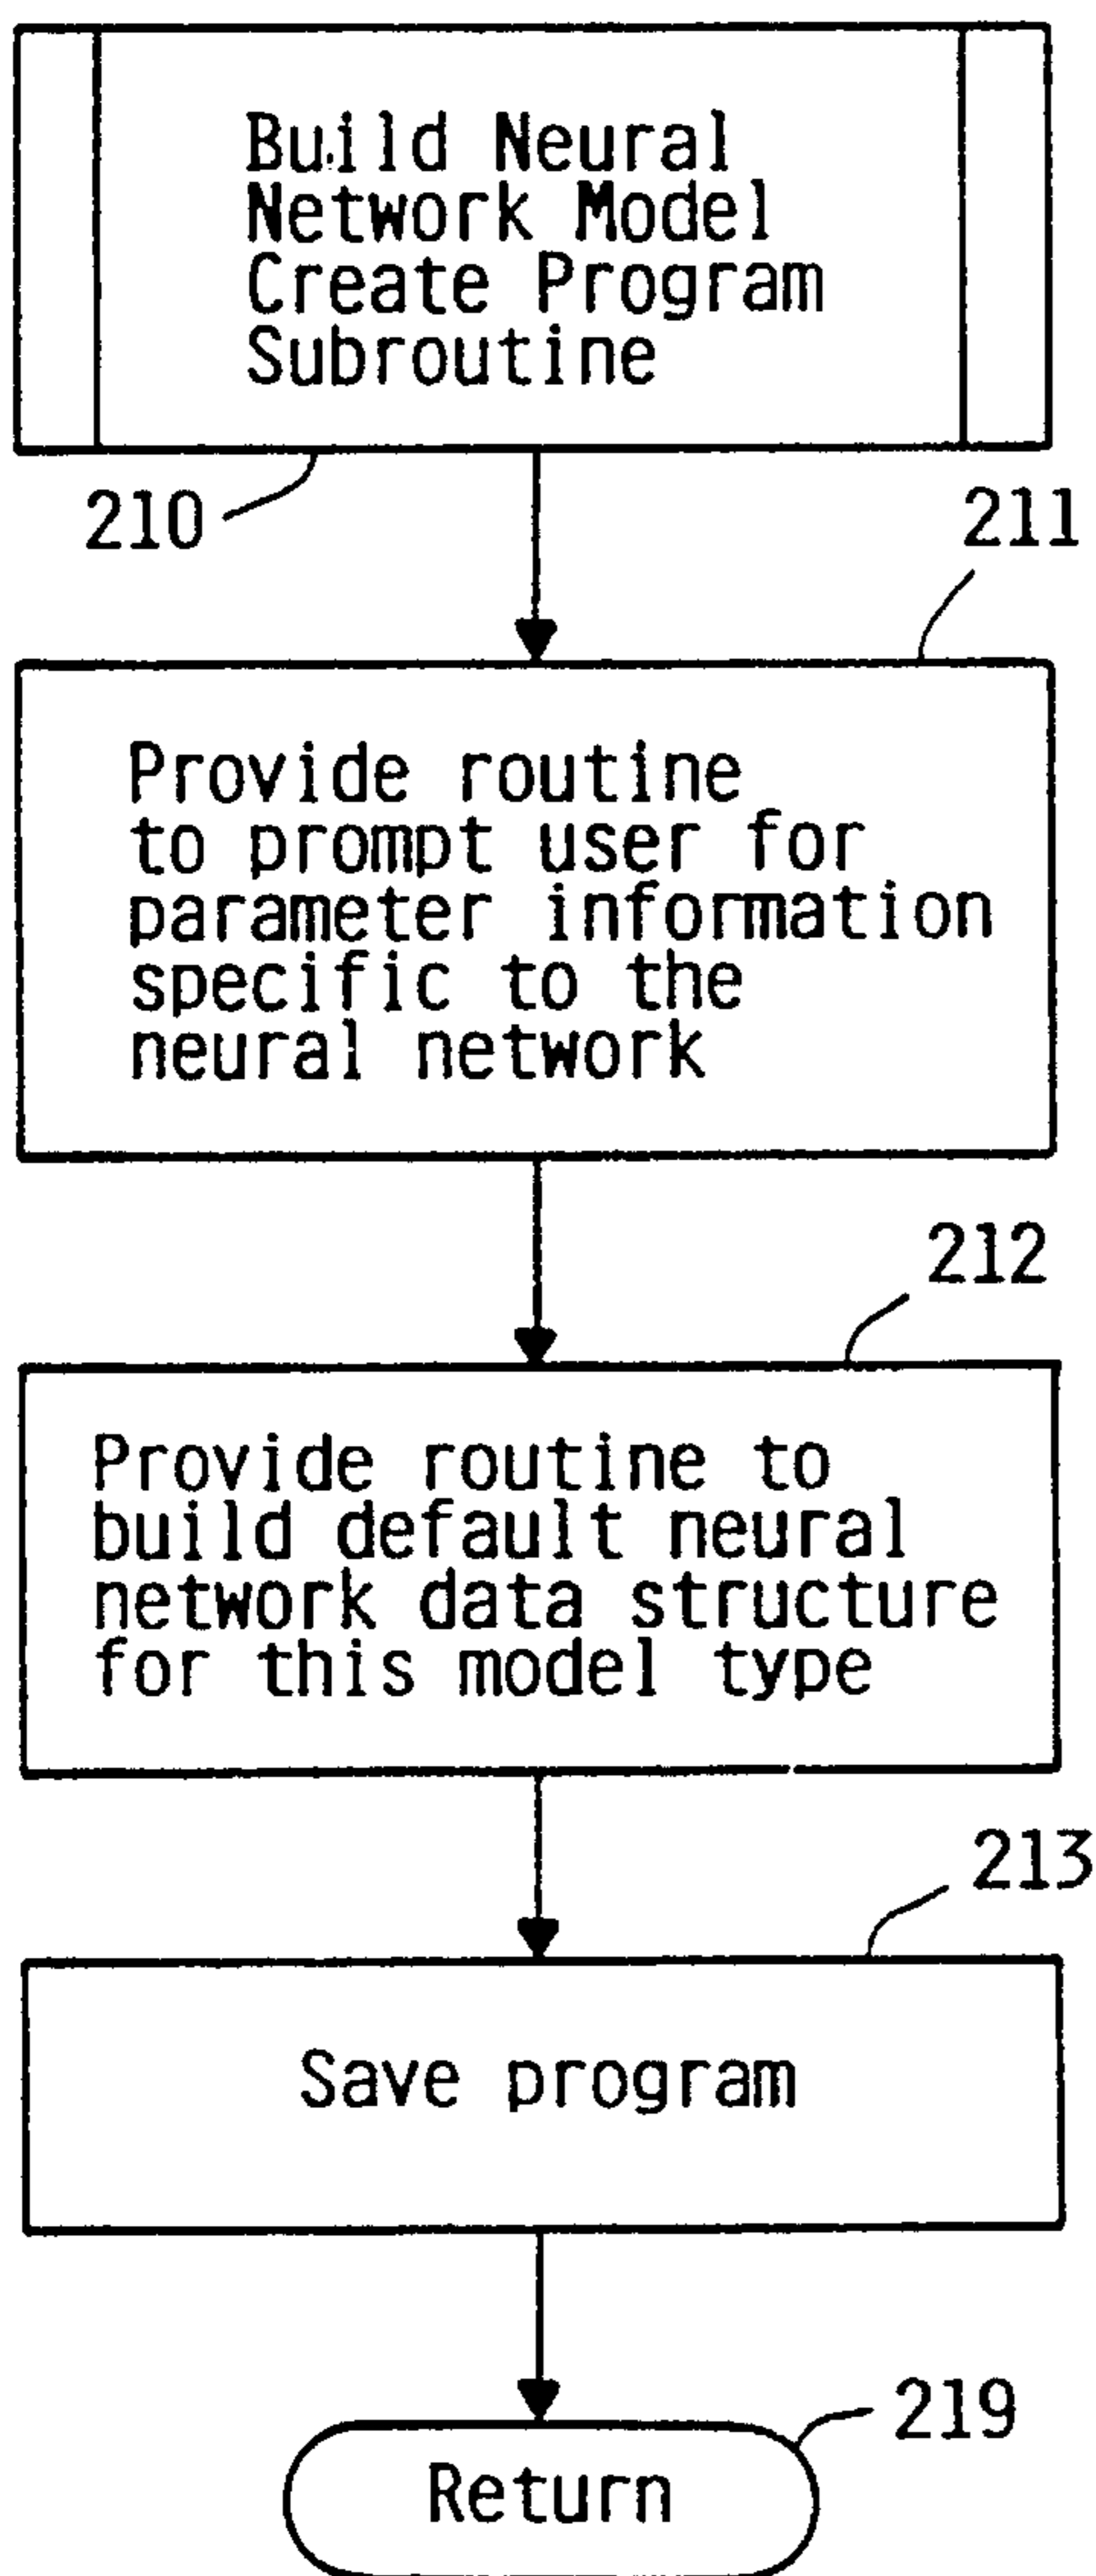 Build Neural
Network Model
Create Program
Subroutine
210
211
Provide routine
to prompt user for
parameter information
specific to the
neural network
212
Provide routine to
build default neural
network data structure
for this model type
213
Save program
219
Return